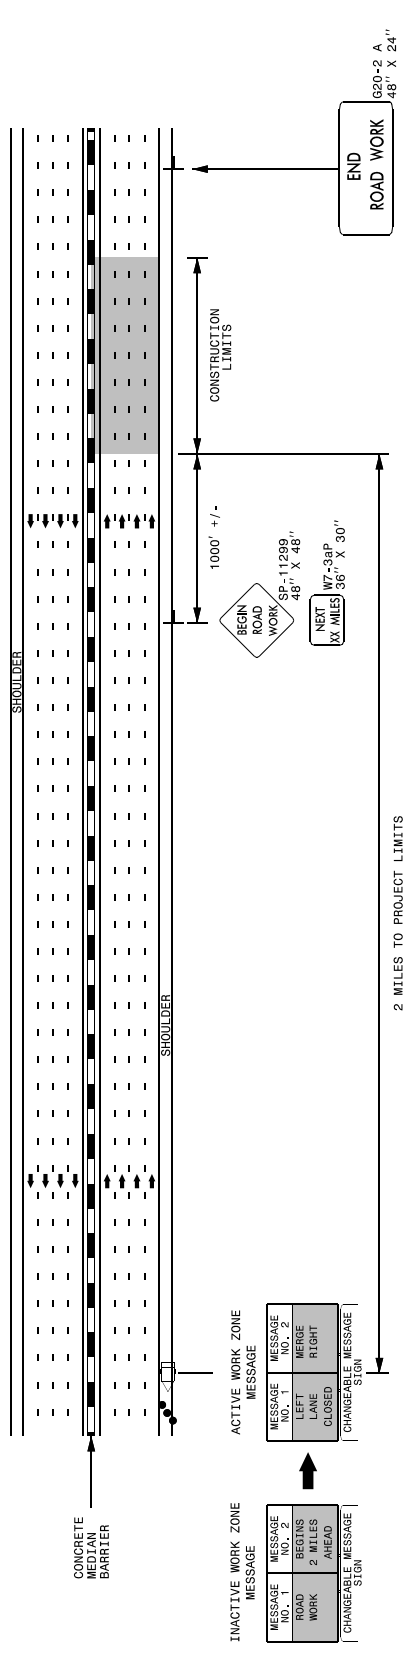 G20-2 A
48" X 24"
END
ROAD WORK
CONSTRUCTION
LIMITS
1000' +/-
SP-11299
48" X 48"
BEGIN
ROAD
WORK
W7-3aP
36" X 30"
NEXT
XX MILES
SHOULDER
2 MILES TO PROJECT LIMITS
SHOULDER
ACTIVE WORK ZONE
MESSAGE
MESSAGE
NO. 1
MESSAGE
NO. 2
LEFT
LANE
CLOSED
MERGE
RIGHT
CHANGEABLE MESSAGE
SIGN
CONCRETE
MEDIAN
BARRIER
INACTIVE WORK ZONE
MESSAGE
MESSAGE
NO. 1
MESSAGE
NO. 2
ROAD
WORK
BEGINS
2 MILES
AHEAD
CHANGEABLE MESSAGE
SIGN